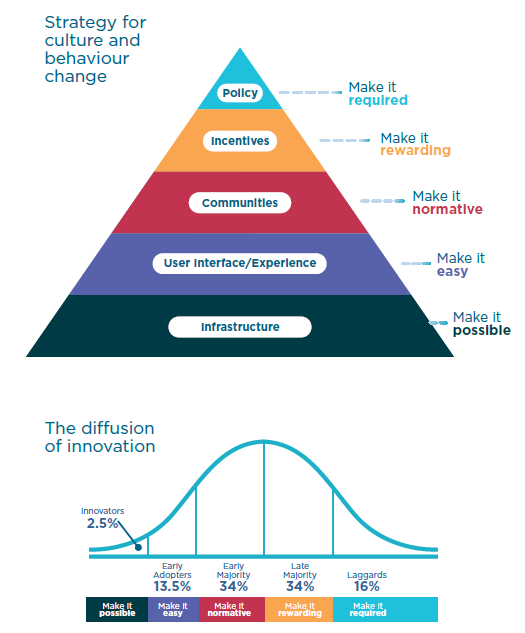 Strategy for
culture and
behaviour
change
Policy
Make it
required
Incentives
Make it
rewarding
Communities
Make it
normative
User Interface/Experience
Make it
easy
Infrastructure
Make it
possible
The diffusion
of innovation
Innovators
2.5%
Early
Adopters
13.5%
Early
Majority
34%
Late
Majority
34%
Laggards
16%
Make it
possible
Make it
easy
Make it
normative
Make it
rewarding
Make it
required